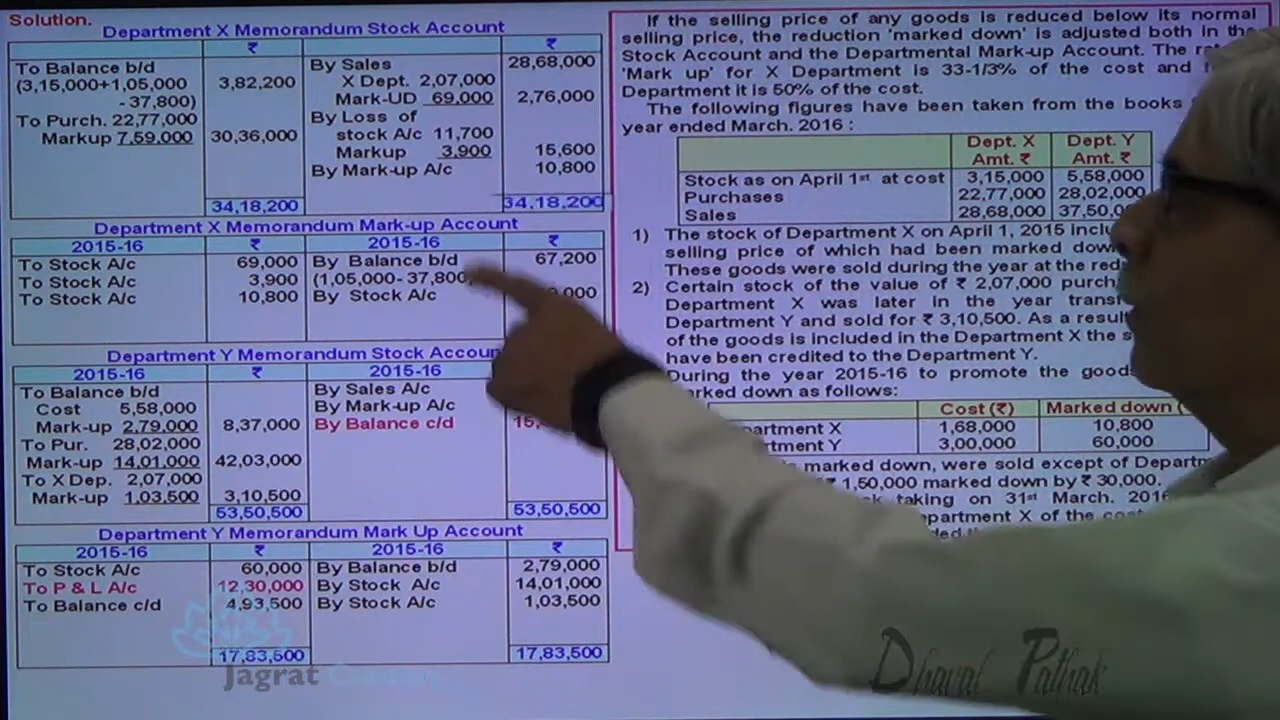 Solution.
Department X Memorandum Stock Account
₹ ₹
To Balance b/d
(3,15,000+1,05,000 3,82,200
- 37,800)
To Purch. 22,77,000
Markup 7,59,000 30,36,000
34,18,200
By Sales 28,68,000
X Dept. 2,07,000
Mark-UD 69,000 2,76,000
By Loss of
stock A/c 11,700
Markup 3,900 15,600
By Mark-up A/c 10,800
34,18,200
Department X Memorandum Mark-up Account
2015-16 ₹ 2015-16 ₹
To Stock A/c 69,000 By Balance b/d 67,200
To Stock A/c 3,900 (1,05,000- 37,800
To Stock A/c 10,800 By Stock A/c
Department Y Memorandum Stock
2015-16 ₹ 2015-16
To Balance b/d
Cost 5,58,000
Mark-up 2,79,000 8,37,000
To Pur. 28,02,000
Mark-up 14,01,000 42,03,000
To X Dep. 2,07,000
Mark-up 1,03,500 3,10,500
53,50,500
By Sales A/c
By Mark-up A/c
By Balance c/d
53,50,500
Department Y Memorandum Mark Up Account
2015-16 ₹ 2015-16 ₹
To Stock A/c 60,000 By Balance b/d 2,79,000
To P & L A/c 12,30,000 By Stock A/c 14,01,000
To Balance c/d 4,93,500 By Stock A/c 1,03,500
17,83,500 17,83,500
Jagrat
If the selling price of any goods is reduced below its normal
selling price, the reduction 'marked down' is adjusted both in the
Stock Account and the Departmental Mark-up Account. The
'Mark up' for X Department is 33-1/3% of the cost and
Department it is 50% of the cost.
The following figures have been taken from the books
year ended March. 2016 :
Dept. X Dept. Y
Amt. ₹ Amt. ₹
Stock as on April 1st at cost 3,15,000 5,58,000
Purchases 22,77,000 28,02,000
Sales 28,68,000
1) The stock of Department X on April 1, 2015
selling price of which had been marked
These goods were sold during the year at the
2) Certain stock of the value of ₹ 2,07,000
Department X was later in the year
Department Y and sold for ₹ 3,10,500. As a result
of the goods is included in the Department X the
have been credited to the Department Y.
During the year 2015-16 to promote the goods
down as follows:
Cost (₹) Marked down
X 1,68,000 10,800
Y 3,00,000 60,000
marked down, were sold except of
1,50,000 marked down by ₹ 30,000.
taking on 31st March. 2016
X of the
Dhaval Pathak